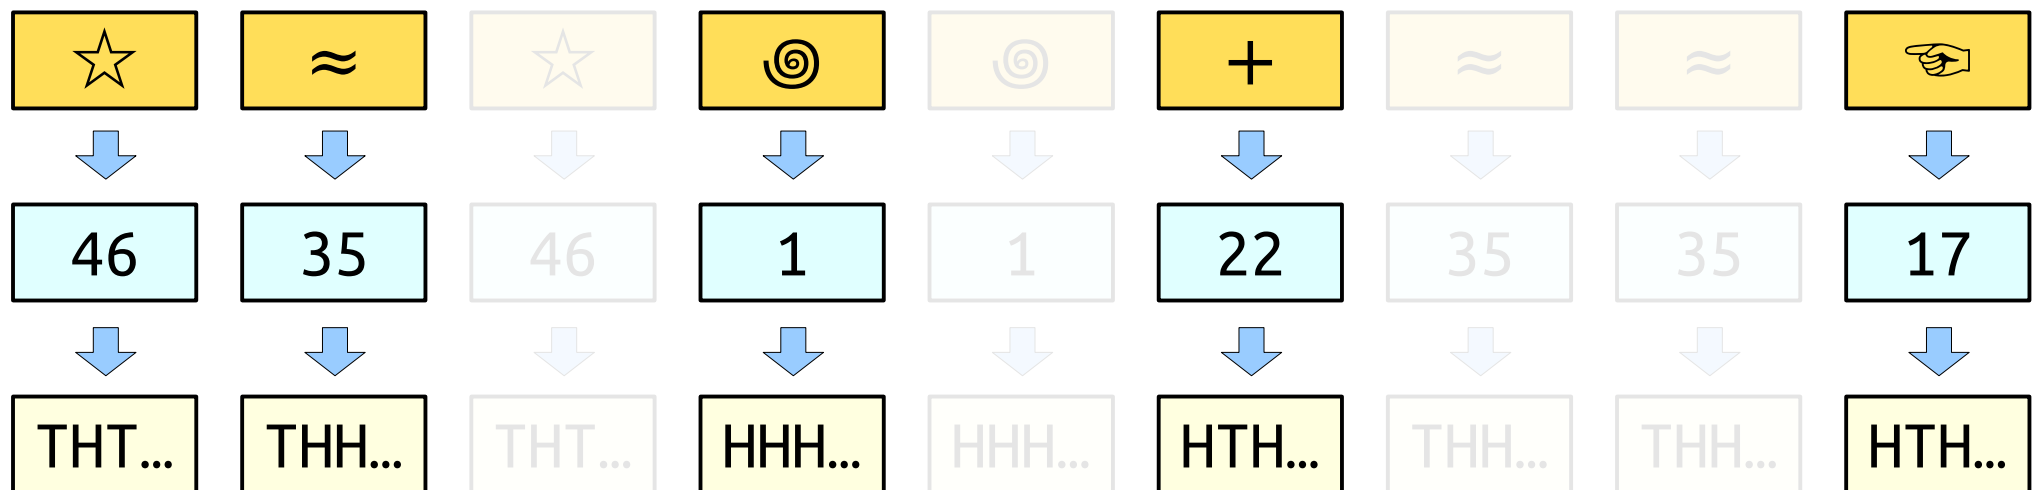 ☆ ≈ ☆ ꩜ ꩜ + ≈ ≈ ☜
46 35 46 1 1 22 35 35 17
THT... THH... THT... HHH... HHH... HTH... THH... THH... HTH...